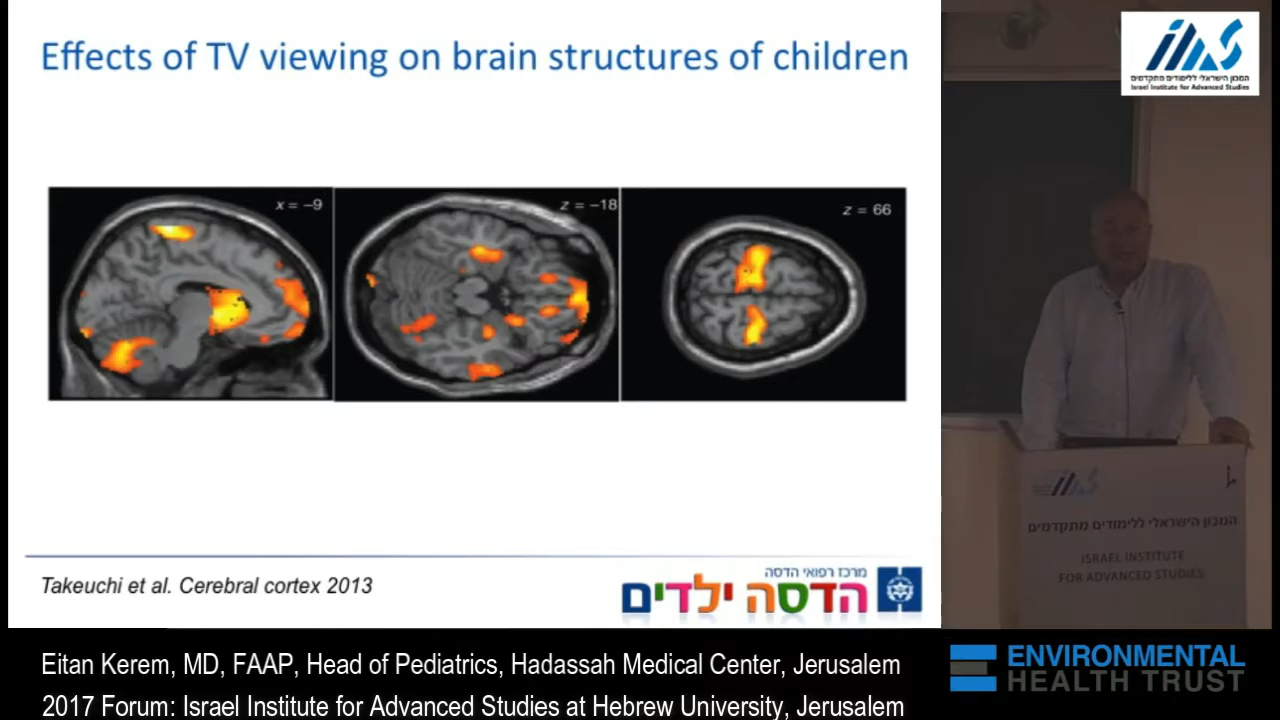 Effects of TV viewing on brain structures of children
x = −9
z = −18
z = 66
Takeuchi et al. Cerebral cortex 2013
מרכז רפואי הדסה
הדסה ילדים
המכון הישראלי ללימודים מתקדמים
Israel Institute for Advanced Studies
המכון הישראלי ללימודים מתקדמים
ISRAEL INSTITUTE
FOR ADVANCED STUDIES
Eitan Kerem, MD, FAAP, Head of Pediatrics, Hadassah Medical Center, Jerusalem
2017 Forum: Israel Institute for Advanced Studies at Hebrew University, Jerusalem
ENVIRONMENTAL
HEALTH TRUST